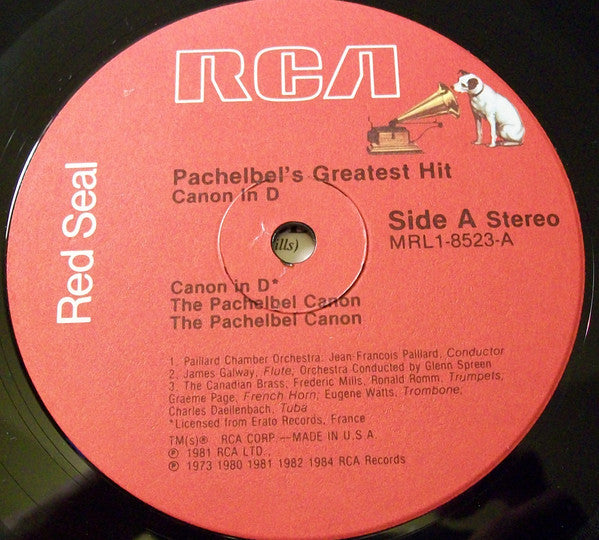 RCA
Red Seal
Pachelbel's Greatest Hit
Canon in D
Side A Stereo
MRL1-8523-A
ills)
Canon in D*
The Pachelbel Canon
The Pachelbel Canon
1. Paillard Chamber Orchestra: Jean-Francois Paillard, Conductor
2. James Galway, Flute; Orchestra Conducted by Glenn Spreen
3. The Canadian Brass; Frederic Mills, Ronald Romm, Trumpets;
Graeme Page, French Horn; Eugene Watts, Trombone;
Charles Daellenbach, Tuba
*Licensed from Erato Records, France
TM(s)® RCA CORP.—MADE IN U.S.A.
℗ 1981 RCA LTD.,
℗ 1973 1980 1981 1982 1984 RCA Records